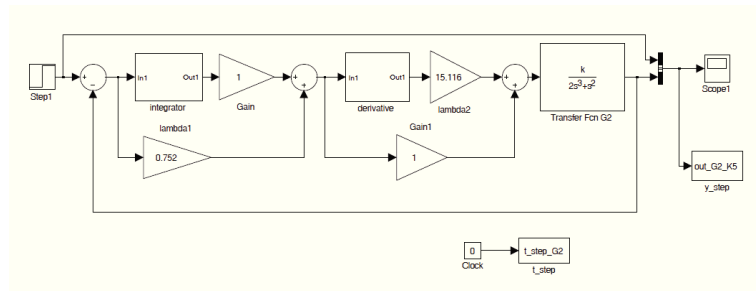 Step1
+
−
In1
Out1
integrator
1
Gain
+
+
In1
Out1
derivative
15.116
lambda2
+
+
k
2s³+s²
Transfer Fcn G2
Scope1
lambda1
0.752
Gain1
1
out_G2_K5
y_step
0
Clock
t_step_G2
t_step